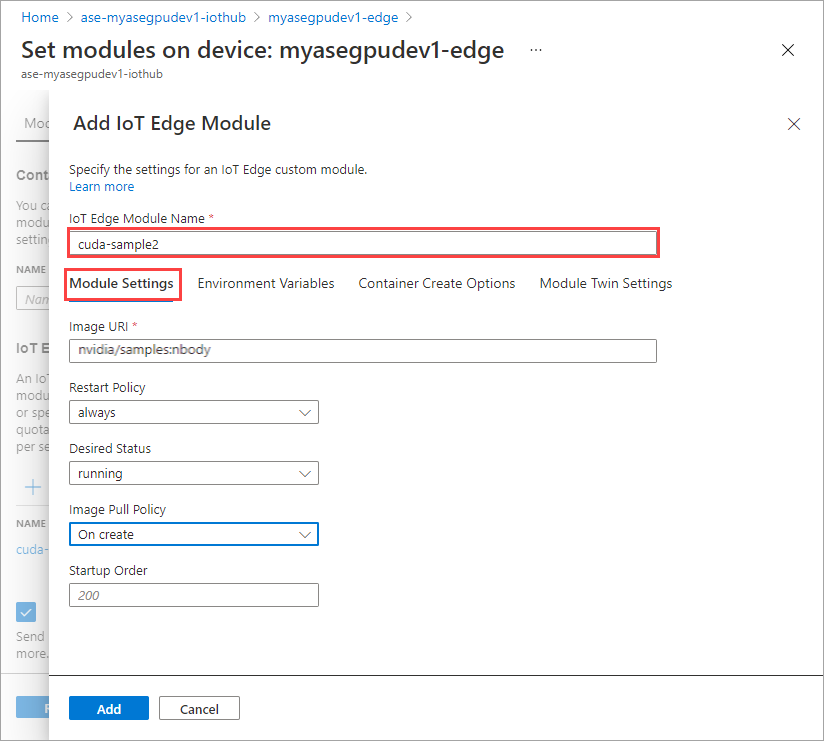 Home > ase-myasegpudev1-iothub > myasegpudev1-edge >
Set modules on device: myasegpudev1-edge ...
ase-myasegpudev1-iothub
Add IoT Edge Module
Specify the settings for an IoT Edge custom module.
Learn more
IoT Edge Module Name *
cuda-sample2
Module Settings Environment Variables Container Create Options Module Twin Settings
Image URI *
nvidia/samples:nbody
Restart Policy
always
Desired Status
running
Image Pull Policy
On create
Startup Order
200
Add Cancel
You ca
modu
settin
NAME
Nan
IoT E
An IoT
modu
or spe
quota
per se
NAME
cuda-
Send
more.